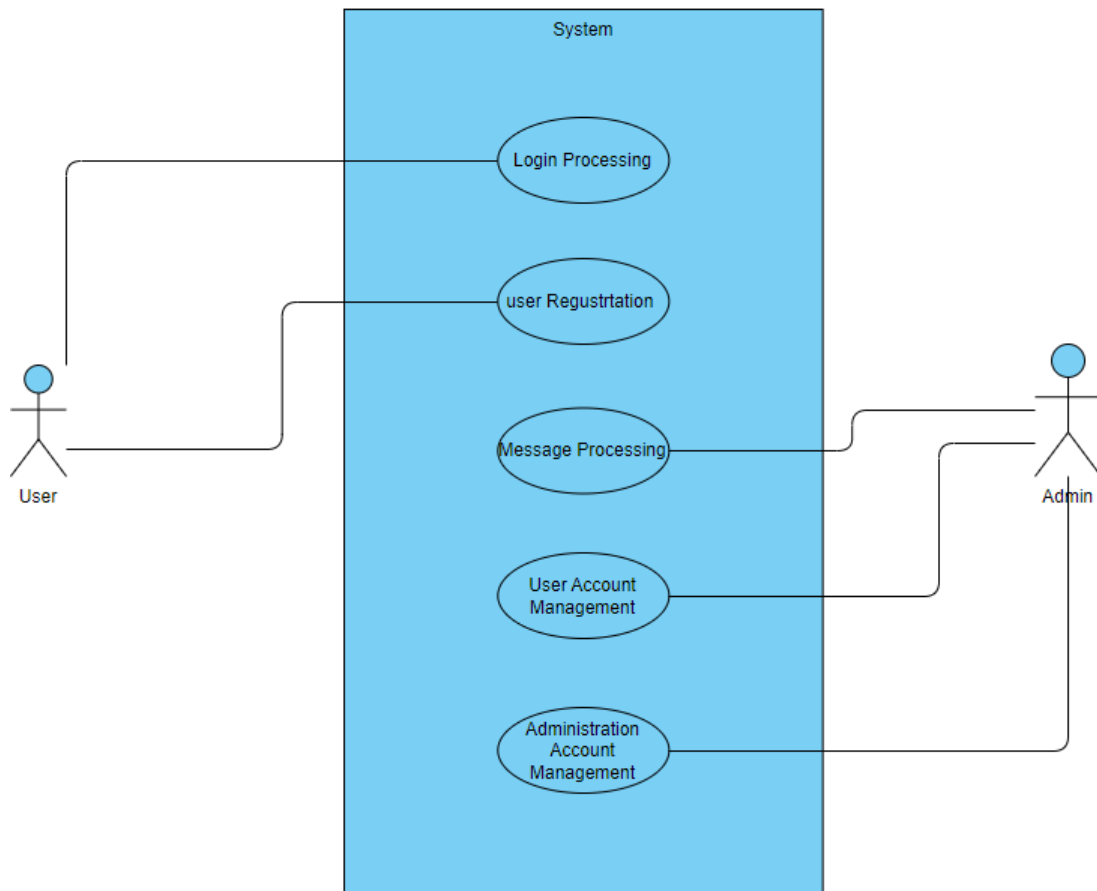 System
Login Processing
user Regustrtation
Message Processing
User Account
Management
Administration
Account
Management
User
Admin